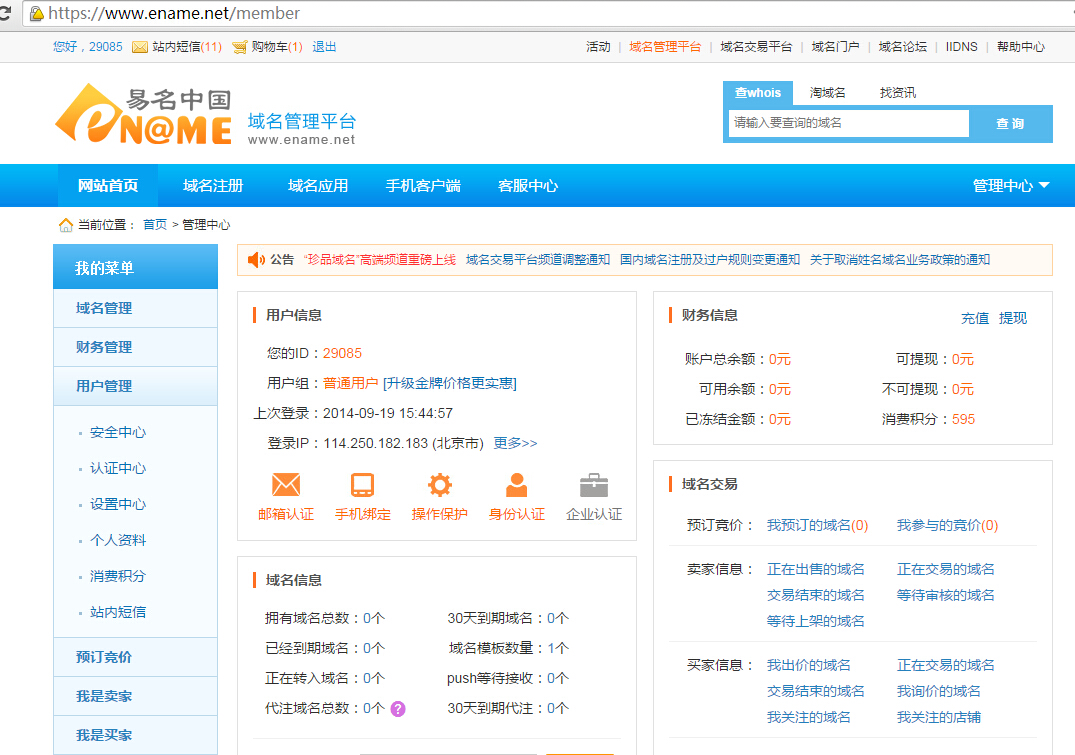 https://www.ename.net/member
您好，29085 站内短信(11) 购物车(1) 退出
活动 | 域名管理平台 | 域名交易平台 | 域名门户 | 域名论坛 | IIDNS | 帮助中心
易名中国
eN@ME
域名管理平台
www.ename.net
查whois 淘域名 找资讯
请输入要查询的域名 查 询
网站首页 域名注册 域名应用 手机客户端 客服中心 管理中心
当前位置： 首页 > 管理中心
我的菜单
域名管理
财务管理
用户管理
安全中心
认证中心
设置中心
个人资料
消费积分
站内短信
预订竞价
我是卖家
我是买家
公告 “珍品域名”高端频道重磅上线 域名交易平台频道调整通知 国内域名注册及过户规则变更通知 关于取消姓名域名业务政策的通知
用户信息
您的ID：29085
用户组：普通用户 [升级金牌价格更实惠]
上次登录：2014-09-19 15:44:57
登录IP：114.250.182.183 (北京市) 更多>>
邮箱认证 手机绑定 操作保护 身份认证 企业认证
域名信息
拥有域名总数：0个 30天到期域名：0个
已经到期域名：0个 域名模板数量：1个
正在转入域名：0个 push等待接收：0个
代注域名总数：0个 ? 30天到期代注：0个
财务信息 充值 提现
账户总余额：0元 可提现：0元
可用余额：0元 不可提现：0元
已冻结金额：0元 消费积分：595
域名交易
预订竞价： 我预订的域名(0) 我参与的竞价(0)
卖家信息： 正在出售的域名 正在交易的域名
交易结束的域名 等待审核的域名
等待上架的域名
买家信息： 我出价的域名 正在交易的域名
交易结束的域名 我询价的域名
我关注的域名 我关注的店铺